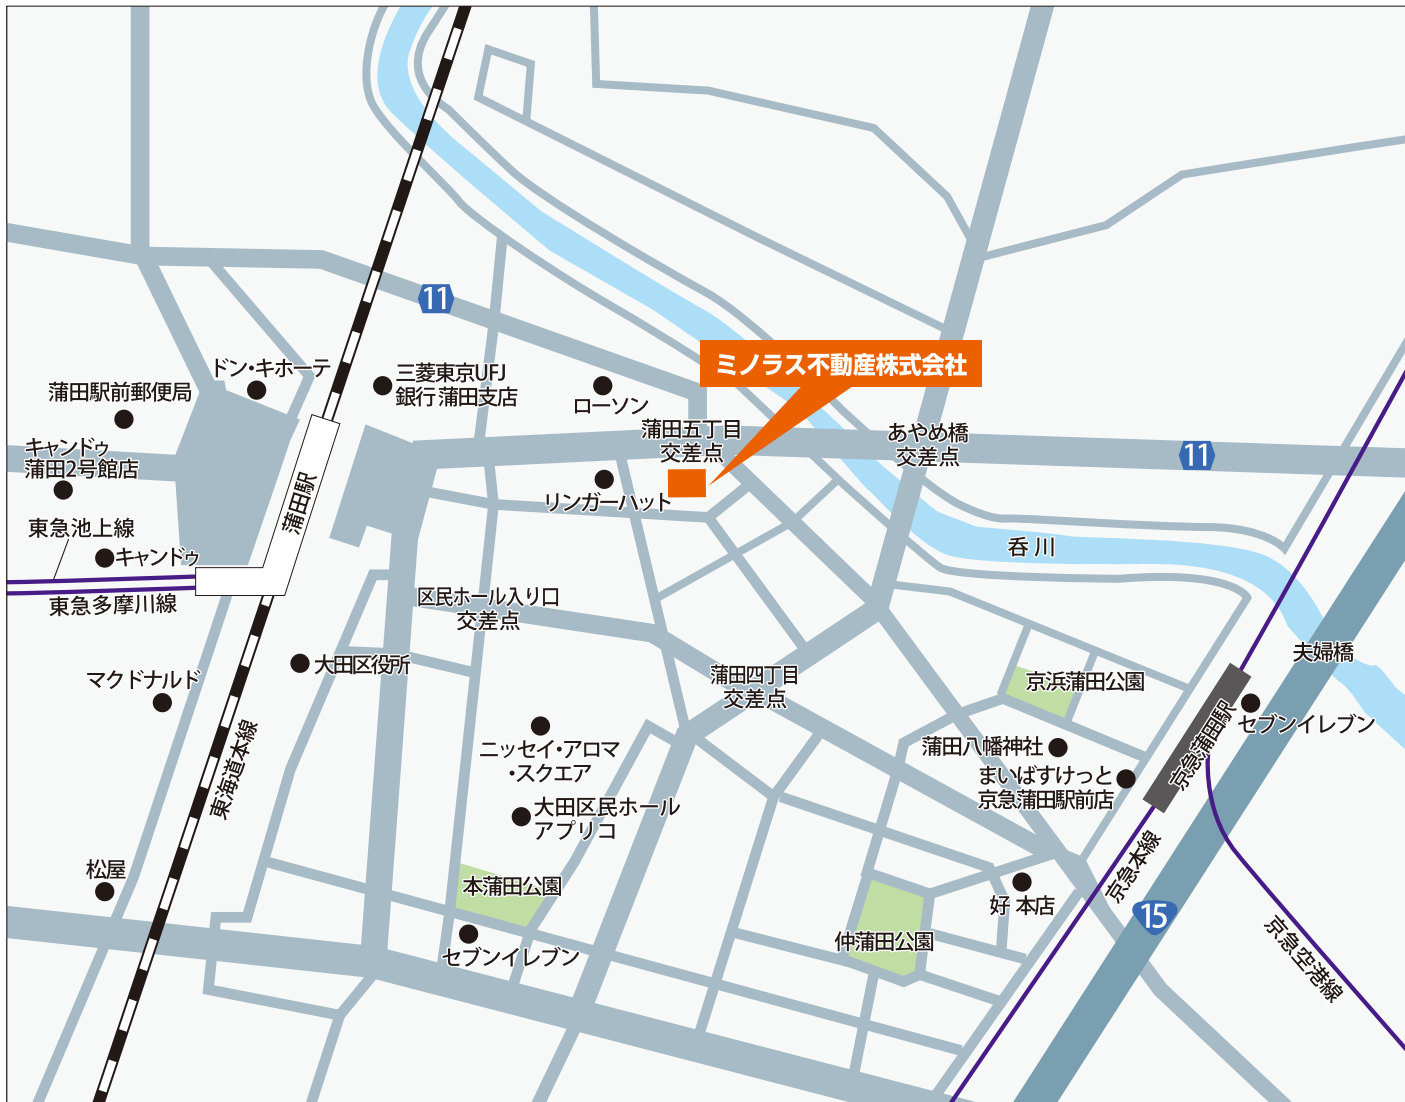 11
ミノラス不動産株式会社
ドン・キホーテ
三菱東京UFJ
銀行 蒲田支店
蒲田駅前郵便局
ローソン
蒲田五丁目
交差点
あやめ橋
交差点
11
キャンドゥ
蒲田2号館店
蒲田駅
リンガーハット
東急池上線
キャンドゥ
呑川
東急多摩川線
区民ホール入り口
交差点
夫婦橋
大田区役所
マクドナルド
蒲田四丁目
交差点
京浜蒲田公園
セブンイレブン
京急蒲田駅
ニッセイ・アロマ
・スクエア
蒲田八幡神社
まいばすけっと
京急蒲田駅前店
東海道本線
大田区民ホール
アプリコ
京急本線
松屋
本蒲田公園
好 本店
15
仲蒲田公園
セブンイレブン
京急空港線